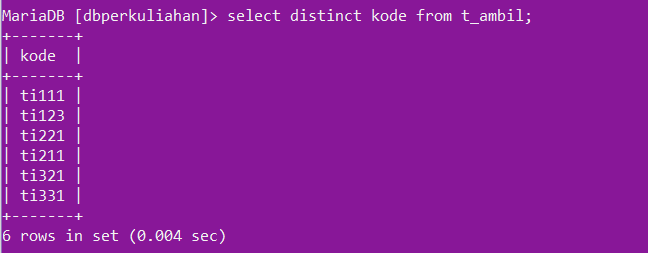 MariaDB [dbperkuliahan]> select distinct kode from t_ambil;
+-------+
| kode  |
+-------+
| ti111 |
| ti123 |
| ti221 |
| ti211 |
| ti321 |
| ti331 |
+-------+
6 rows in set (0.004 sec)